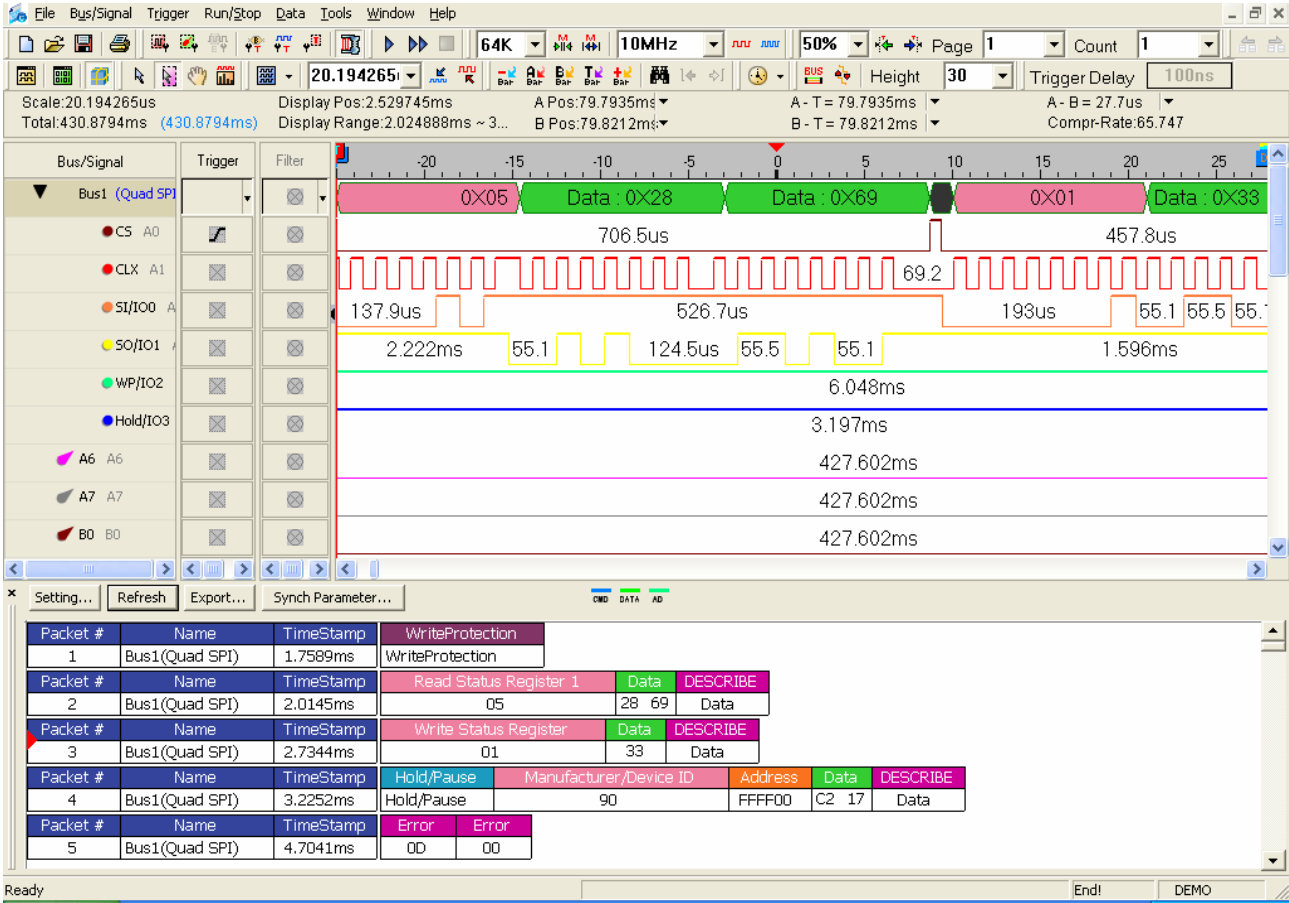 File Bus/Signal Trigger Run/Stop Data Tools Window Help
64K 10MHz 50% Page 1 Count 1
20.194265 Bar Bar Bar Bar Bar BUS Height 30 Trigger Delay 100ns
Scale:20.194265us Display Pos:2.529745ms A Pos:79.7935ms A - T = 79.7935ms A - B = 27.7us
Total:430.8794ms (430.8794ms) Display Range:2.024888ms ~ 3... B Pos:79.8212ms B - T = 79.8212ms Compr-Rate:65.747
Bus/Signal Trigger Filter -20 -15 -10 -5 0 5 10 15 20 25
Bus1 (Quad SPI 0X05 Data : 0X28 Data : 0X69 0X01 Data : 0X33
CS A0 706.5us 457.8us
CLX A1 69.2
SI/IO0 A 137.9us 526.7us 193us 55.1 55.5 55.1
SO/IO1 2.222ms 55.1 124.5us 55.5 55.1 1.596ms
WP/IO2 6.048ms
Hold/IO3 3.197ms
A6 A6 427.602ms
A7 A7 427.602ms
B0 B0 427.602ms
Setting... Refresh Export... Synch Parameter... CMD DATA AD
Packet # Name TimeStamp WriteProtection
1 Bus1(Quad SPI) 1.7589ms WriteProtection
Packet # Name TimeStamp Read Status Register 1 Data DESCRIBE
2 Bus1(Quad SPI) 2.0145ms 05 28 69 Data
Packet # Name TimeStamp Write Status Register Data DESCRIBE
3 Bus1(Quad SPI) 2.7344ms 01 33 Data
Packet # Name TimeStamp Hold/Pause Manufacturer/Device ID Address Data DESCRIBE
4 Bus1(Quad SPI) 3.2252ms Hold/Pause 90 FFFF00 C2 17 Data
Packet # Name TimeStamp Error Error
5 Bus1(Quad SPI) 4.7041ms 0D 00
Ready End! DEMO